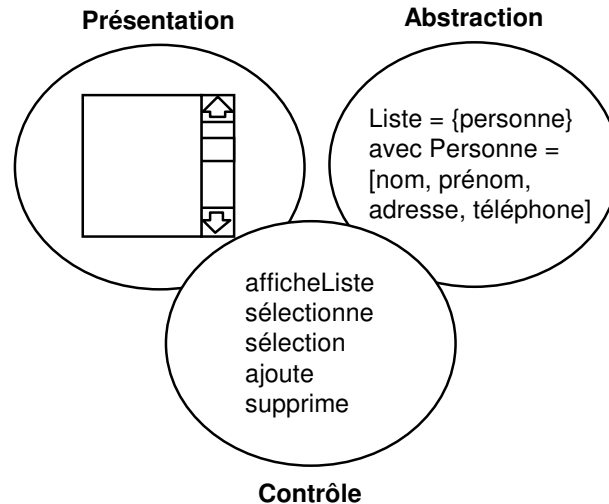 Présentation
Abstraction
Liste = {personne}
avec Personne =
[nom, prénom,
adresse, téléphone]
afficheListe
sélectionne
sélection
ajoute
supprime
Contrôle